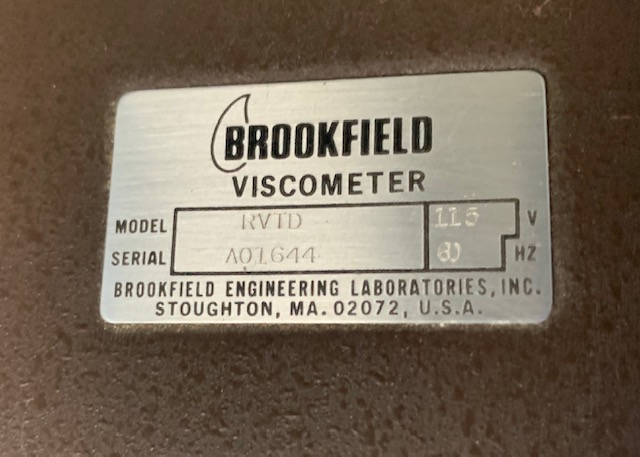 BROOKFIELD
VISCOMETER
MODEL RVTD 115 V
SERIAL A01644 60 HZ
BROOKFIELD ENGINEERING LABORATORIES, INC.
STOUGHTON, MA. 02072, U.S.A.